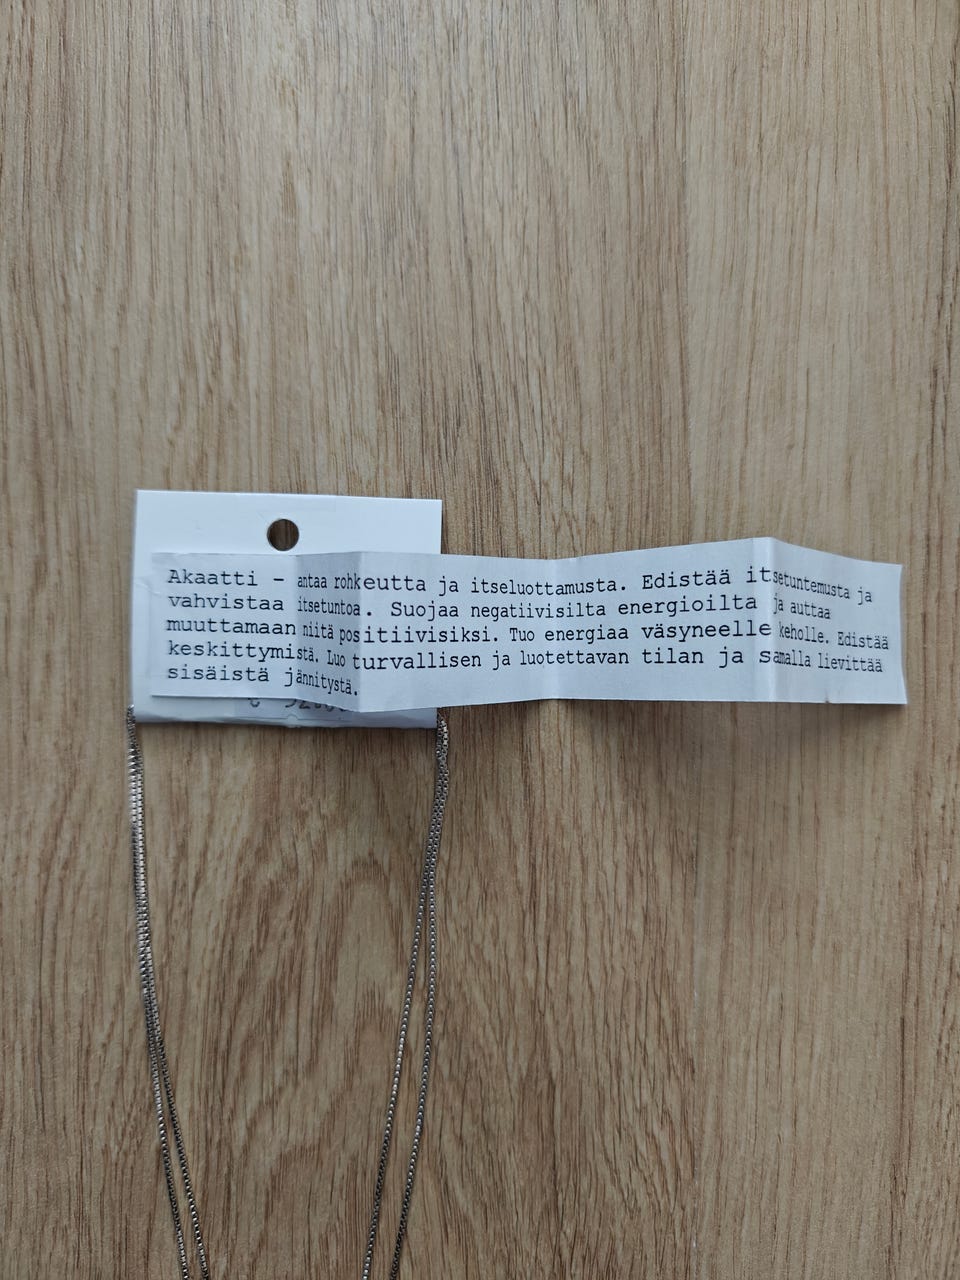 Akaatti - antaa rohkeutta ja itseluottamusta. Edistää itsetuntemusta ja
vahvistaa itsetuntoa. Suojaa negatiivisilta energioilta ja auttaa
muuttamaan niitä positiivisiksi. Tuo energiaa väsyneelle keholle. Edistää
keskittymistä. Luo turvallisen ja luotettavan tilan ja samalla lievittää
sisäistä jännitystä.